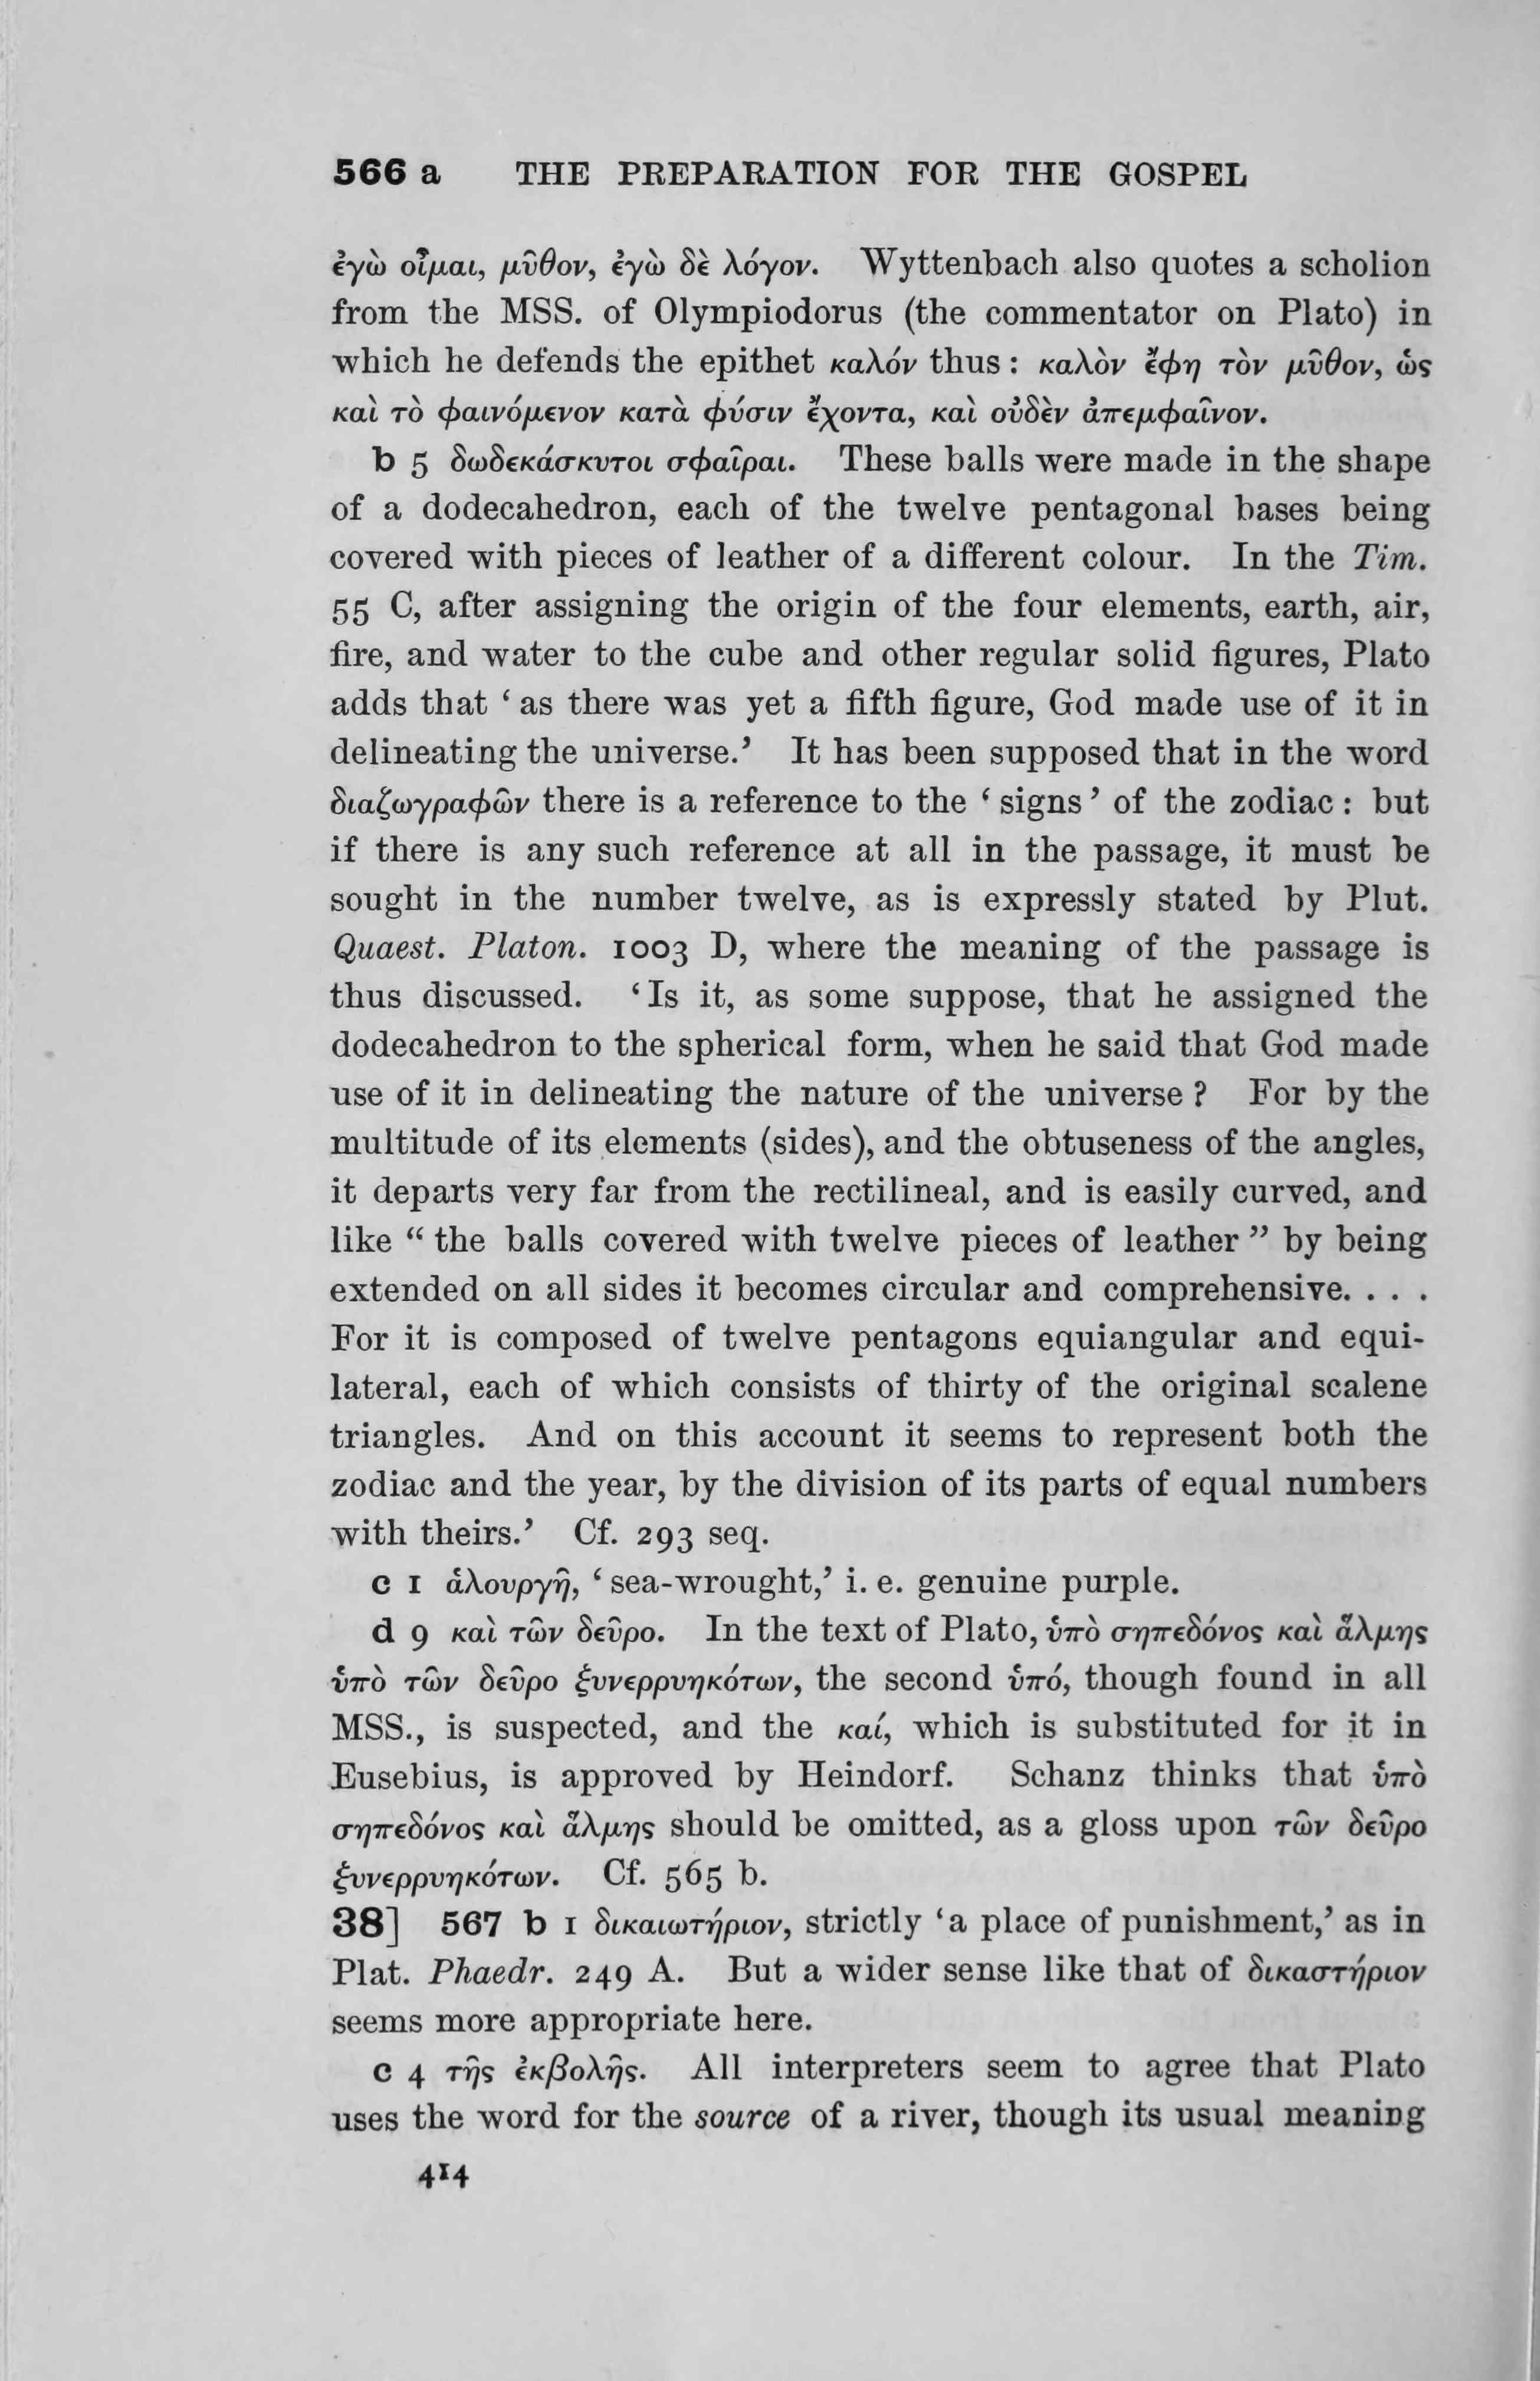 566 a THE PREPARATION FOR THE GOSPEL
ἐγὼ οἶμαι, μῦθον, ἐγὼ δὲ λόγον. Wyttenbach also quotes a scholion
from the MSS. of Olympiodorus (the commentator on Plato) in
which he defends the epithet καλόν thus : καλὸν ἔφη τὸν μῦθον, ὡς
καὶ τὸ φαινόμενον κατὰ φύσιν ἔχοντα, καὶ οὐδὲν ἀπεμφαῖνον.
b 5 δωδεκάσκυτοι σφαῖραι. These balls were made in the shape
of a dodecahedron, each of the twelve pentagonal bases being
covered with pieces of leather of a different colour. In the Tim.
55 C, after assigning the origin of the four elements, earth, air,
fire, and water to the cube and other regular solid figures, Plato
adds that ‘ as there was yet a fifth figure, God made use of it in
delineating the universe.’ It has been supposed that in the word
διαζωγραφῶν there is a reference to the ‘ signs ’ of the zodiac : but
if there is any such reference at all in the passage, it must be
sought in the number twelve, as is expressly stated by Plut.
Quaest. Platon. 1003 D, where the meaning of the passage is
thus discussed. ‘ Is it, as some suppose, that he assigned the
dodecahedron to the spherical form, when he said that God made
use of it in delineating the nature of the universe ? For by the
multitude of its elements (sides), and the obtuseness of the angles,
it departs very far from the rectilineal, and is easily curved, and
like “ the balls covered with twelve pieces of leather ” by being
extended on all sides it becomes circular and comprehensive. . . .
For it is composed of twelve pentagons equiangular and equi-
lateral, each of which consists of thirty of the original scalene
triangles. And on this account it seems to represent both the
zodiac and the year, by the division of its parts of equal numbers
with theirs.’ Cf. 293 seq.
c 1 ἁλουργῆ, ‘ sea-wrought,’ i. e. genuine purple.
d 9 καὶ τῶν δεῦρο. In the text of Plato, ὑπὸ σηπεδόνος καὶ ἅλμης
ὑπὸ τῶν δεῦρο ξυνερρυηκότων, the second ὑπό, though found in all
MSS., is suspected, and the καί, which is substituted for it in
Eusebius, is approved by Heindorf. Schanz thinks that ὑπὸ
σηπεδόνος καὶ ἅλμης should be omitted, as a gloss upon τῶν δεῦρο
ξυνερρυηκότων. Cf. 565 b.
38] 567 b 1 δικαιωτήριον, strictly ‘ a place of punishment,’ as in
Plat. Phaedr. 249 A. But a wider sense like that of δικαστήριον
seems more appropriate here.
c 4 τῆς ἐκβολῆς. All interpreters seem to agree that Plato
uses the word for the source of a river, though its usual meaning
414